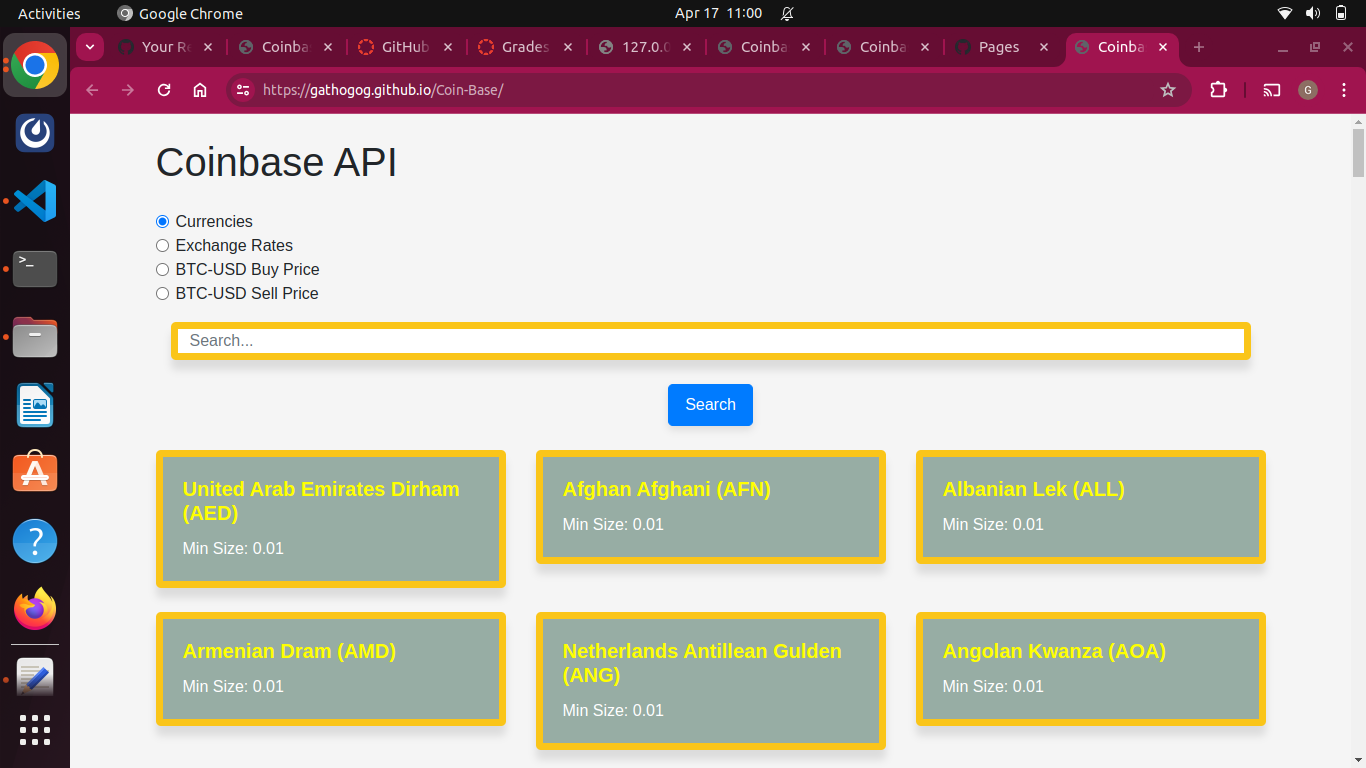 Activities Google Chrome Apr 17 11:00
Your Re Coinba GitHub Grades 127.0.0 Coinba Coinba Pages Coinba
https://gathogog.github.io/Coin-Base/ G
Coinbase API
Currencies
Exchange Rates
BTC-USD Buy Price
BTC-USD Sell Price
Search...
Search
United Arab Emirates Dirham
(AED)
Min Size: 0.01
Afghan Afghani (AFN)
Min Size: 0.01
Albanian Lek (ALL)
Min Size: 0.01
Armenian Dram (AMD)
Min Size: 0.01
Netherlands Antillean Gulden
(ANG)
Min Size: 0.01
Angolan Kwanza (AOA)
Min Size: 0.01